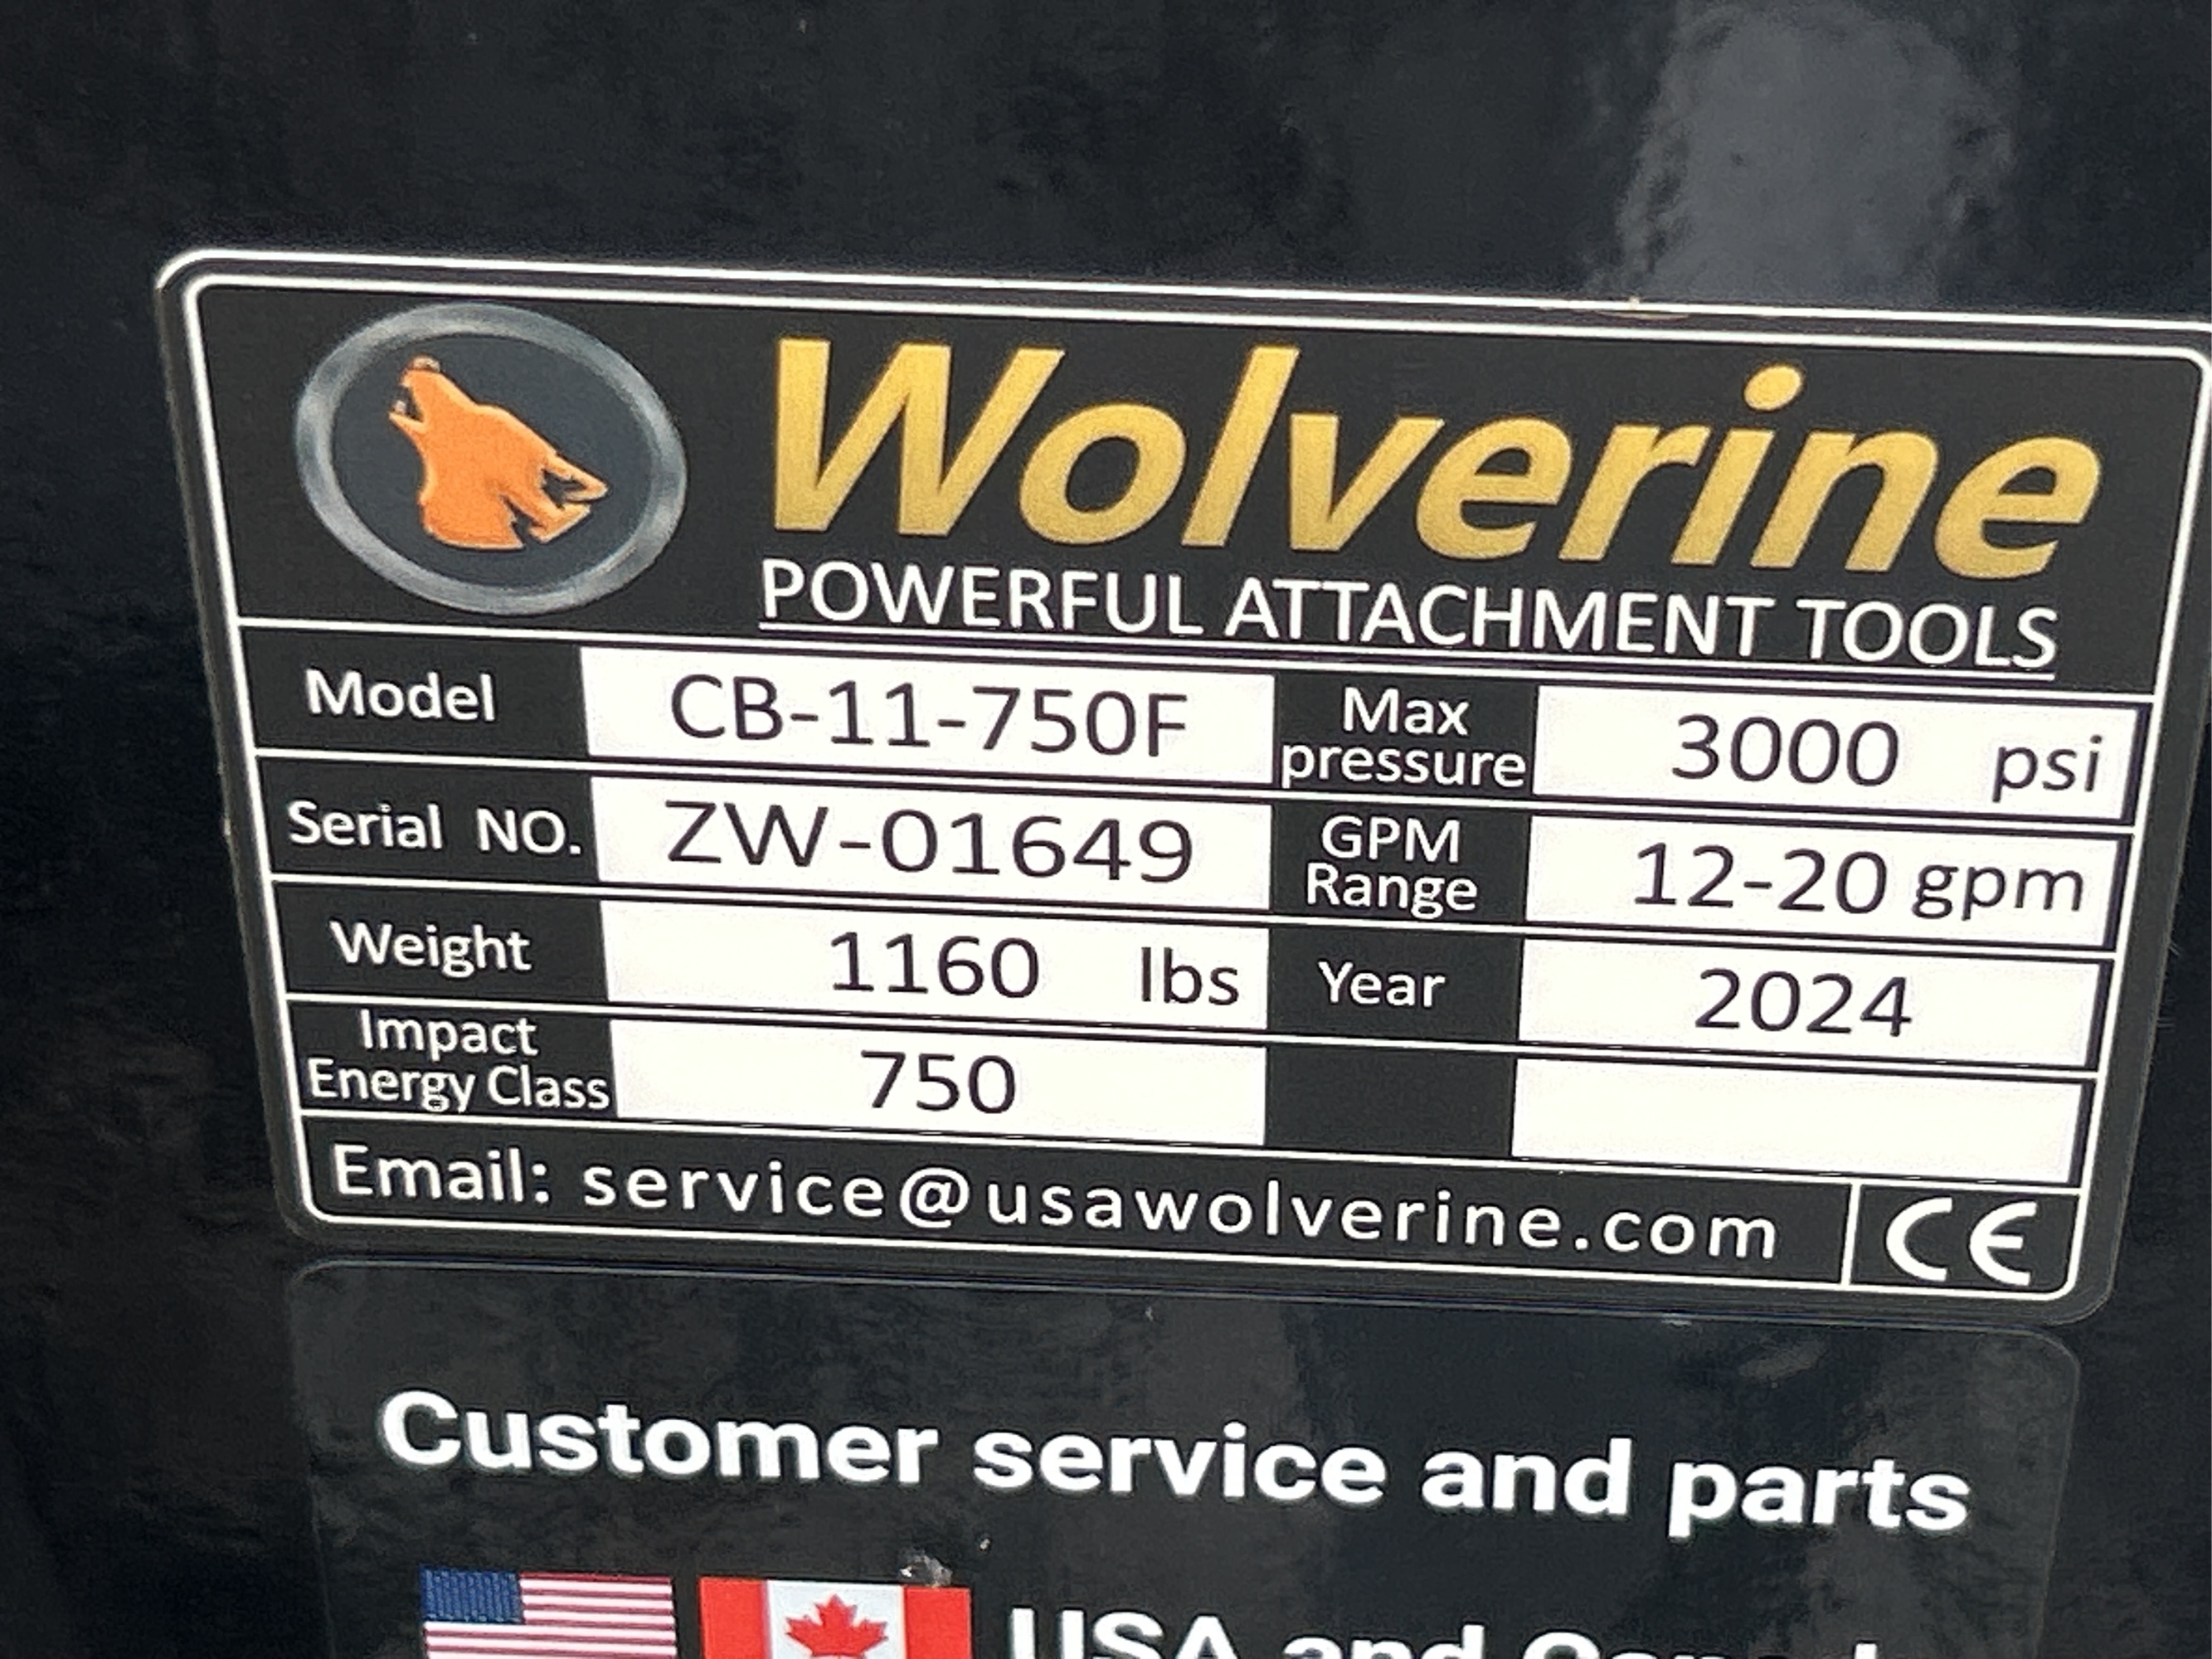 Wolverine
POWERFUL ATTACHMENT TOOLS
Model CB-11-750F Max pressure 3000 psi
Serial NO. ZW-01649 GPM Range 12-20 gpm
Weight 1160 lbs Year 2024
Impact Energy Class 750
Email: service@usawolverine.com CE
Customer service and parts
USA and